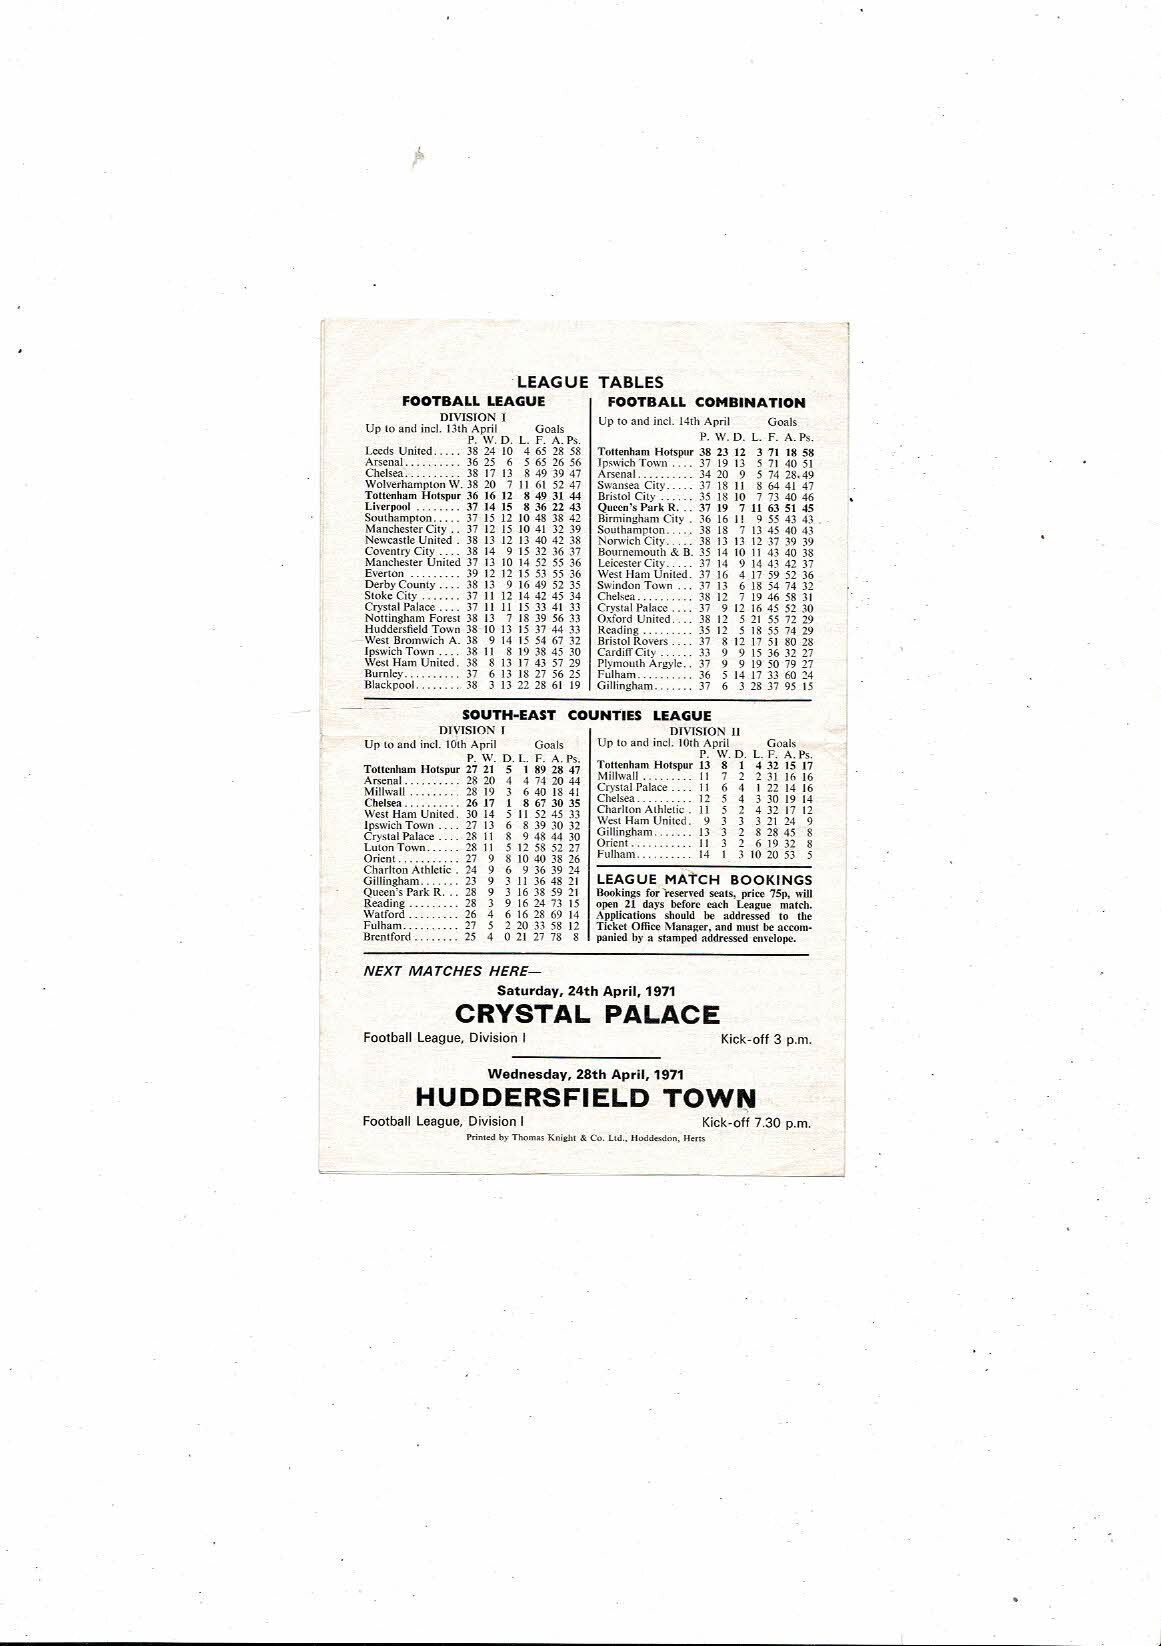 LEAGUE TABLES
FOOTBALL LEAGUE
DIVISION I
Up to and incl. 13th April Goals
P. W. D. L. F. A. Ps.
Leeds United..... 38 24 10 4 65 28 58
Arsenal.......... 36 25 6 5 65 26 56
Chelsea.......... 38 17 13 8 49 39 47
Wolverhampton W. 38 20 7 11 61 52 47
Tottenham Hotspur 36 16 12 8 49 31 44
Liverpool ........ 37 14 15 8 36 22 43
Southampton..... 37 15 12 10 48 38 42
Manchester City .. 37 12 15 10 41 32 39
Newcastle United . 38 13 12 13 40 42 38
Coventry City .... 38 14 9 15 32 36 37
Manchester United 37 13 10 14 52 55 36
Everton ......... 39 12 12 15 53 55 36
Derby County .... 38 13 9 16 49 52 35
Stoke City ....... 37 11 12 14 42 45 34
Crystal Palace .... 37 11 11 15 33 41 33
Nottingham Forest 38 13 7 18 39 56 33
Huddersfield Town 38 10 13 15 37 44 33
West Bromwich A. 38 9 14 15 54 67 32
Ipswich Town .... 38 11 8 19 38 45 30
West Ham United. 38 8 13 17 43 57 29
Burnley.......... 37 6 13 18 27 56 25
Blackpool........ 38 3 13 22 28 61 19
FOOTBALL COMBINATION
Up to and incl. 14th April Goals
P. W. D. L. F. A. Ps.
Tottenham Hotspur 38 23 12 3 71 18 58
Ipswich Town .... 37 19 13 5 71 40 51
Arsenal.......... 34 20 9 5 74 28 49
Swansea City..... 37 18 11 8 64 41 47
Bristol City ...... 35 18 10 7 73 40 46
Queen's Park R. .. 37 19 7 11 63 51 45
Birmingham City . 36 16 11 9 55 43 43
Southampton..... 38 18 7 13 45 40 43
Norwich City..... 38 13 13 12 37 39 39
Bournemouth & B. 35 14 10 11 43 40 38
Leicester City..... 37 14 9 14 43 42 37
West Ham United. 37 16 4 17 59 52 36
Swindon Town ... 37 13 6 18 54 74 32
Chelsea.......... 38 12 7 19 46 58 31
Crystal Palace .... 37 9 12 16 45 52 30
Oxford United.... 38 12 5 21 55 72 29
Reading ......... 35 12 5 18 55 74 29
Bristol Rovers .... 37 8 12 17 51 80 28
Cardiff City ...... 33 9 9 15 36 32 27
Plymouth Argyle.. 37 9 9 19 50 79 27
Fulham.......... 36 5 14 17 33 60 24
Gillingham....... 37 6 3 28 37 95 15
SOUTH-EAST COUNTIES LEAGUE
DIVISION I
Up to and incl. 10th April Goals
P. W. D. L. F. A. Ps.
Tottenham Hotspur 27 21 5 1 89 28 47
Arsenal.......... 28 20 4 4 74 20 44
Millwall ......... 28 19 3 6 40 18 41
Chelsea.......... 26 17 1 8 67 30 35
West Ham United. 30 14 5 11 52 45 33
Ipswich Town .... 27 13 6 8 39 30 32
Crystal Palace .... 28 11 8 9 48 44 30
Luton Town...... 28 11 5 12 58 52 27
Orient........... 27 9 8 10 40 38 26
Charlton Athletic . 24 9 6 9 36 39 24
Gillingham....... 23 9 3 11 36 48 21
Queen's Park R... 28 9 3 16 38 59 21
Reading ......... 28 3 9 16 24 73 15
Watford ......... 26 4 6 16 28 69 14
Fulham.......... 27 5 2 20 33 58 12
Brentford ........ 25 4 0 21 27 78 8
DIVISION II
Up to and incl. 10th April Goals
P. W. D. L. F. A. Ps.
Tottenham Hotspur 13 8 1 4 32 15 17
Millwall ......... 11 7 2 2 31 16 16
Crystal Palace .... 11 6 4 1 22 14 16
Chelsea.......... 12 5 4 3 30 19 14
Charlton Athletic . 11 5 2 4 32 17 12
West Ham United. 9 3 3 3 21 24 9
Gillingham....... 13 3 2 8 28 45 8
Orient........... 11 3 2 6 19 32 8
Fulham.......... 14 1 3 10 20 53 5
LEAGUE MATCH BOOKINGS
Bookings for reserved seats, price 75p, will
open 21 days before each League match.
Applications should be addressed to the
Ticket Office Manager, and must be accom-
panied by a stamped addressed envelope.
NEXT MATCHES HERE—
Saturday, 24th April, 1971
CRYSTAL PALACE
Football League, Division I Kick-off 3 p.m.
Wednesday, 28th April, 1971
HUDDERSFIELD TOWN
Football League, Division I Kick-off 7.30 p.m.
Printed by Thomas Knight & Co. Ltd., Hoddesdon, Herts